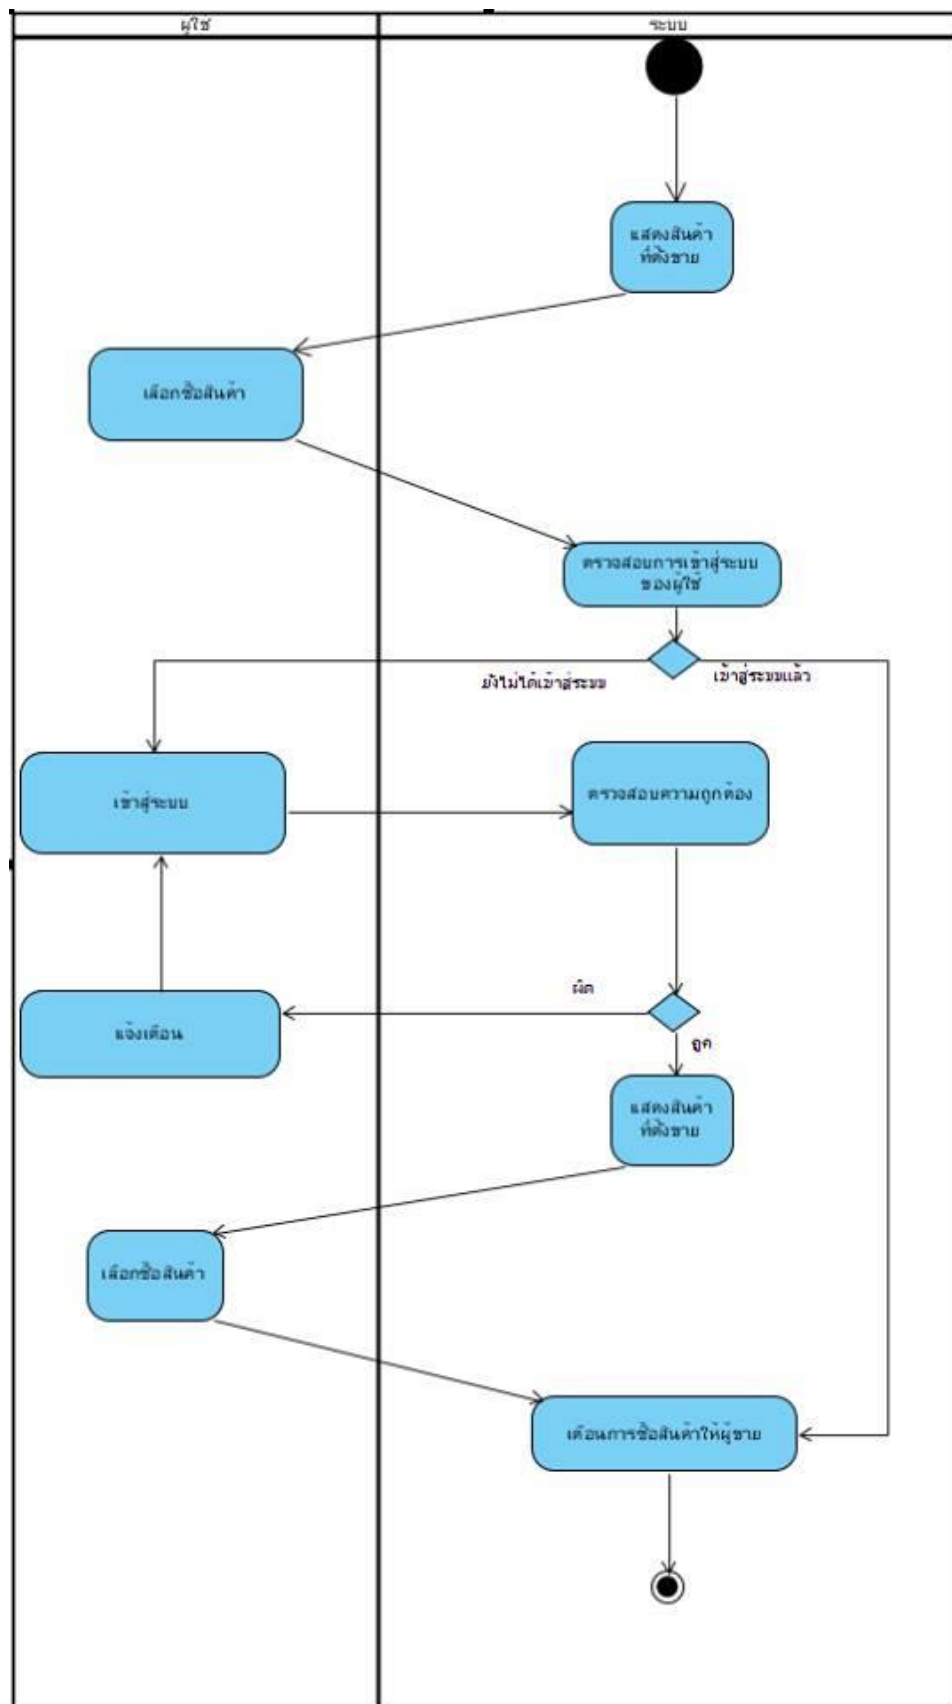 ผู้ใช้
ระบบ
แสดงสินค้า
ที่ตั้งขาย
เลือกซื้อสินค้า
ตรวจสอบการเข้าสู่ระบบ
ของผู้ใช้
ยังไม่ได้เข้าสู่ระบบ
เข้าสู่ระบบแล้ว
เข้าสู่ระบบ
ตรวจสอบความถูกต้อง
ผิด
แจ้งเตือน
ถูก
แสดงสินค้า
ที่ตั้งขาย
เลือกซื้อสินค้า
เตือนการซื้อสินค้าให้ผู้ขาย